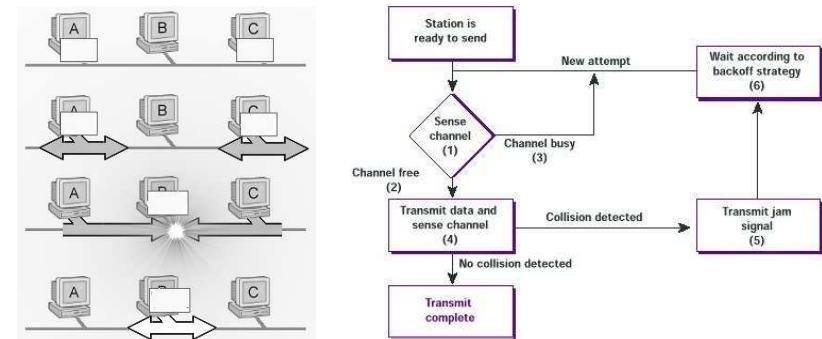 A
B
C
A
B
C
A
C
A
C
Station is
ready to send
New attempt
Wait according to
backoff strategy
(6)
Sense
channel
(1)
Channel busy
(3)
Channel free
(2)
Transmit data and
sense channel
(4)
Collision detected
Transmit jam
signal
(5)
No collision detected
Transmit
complete